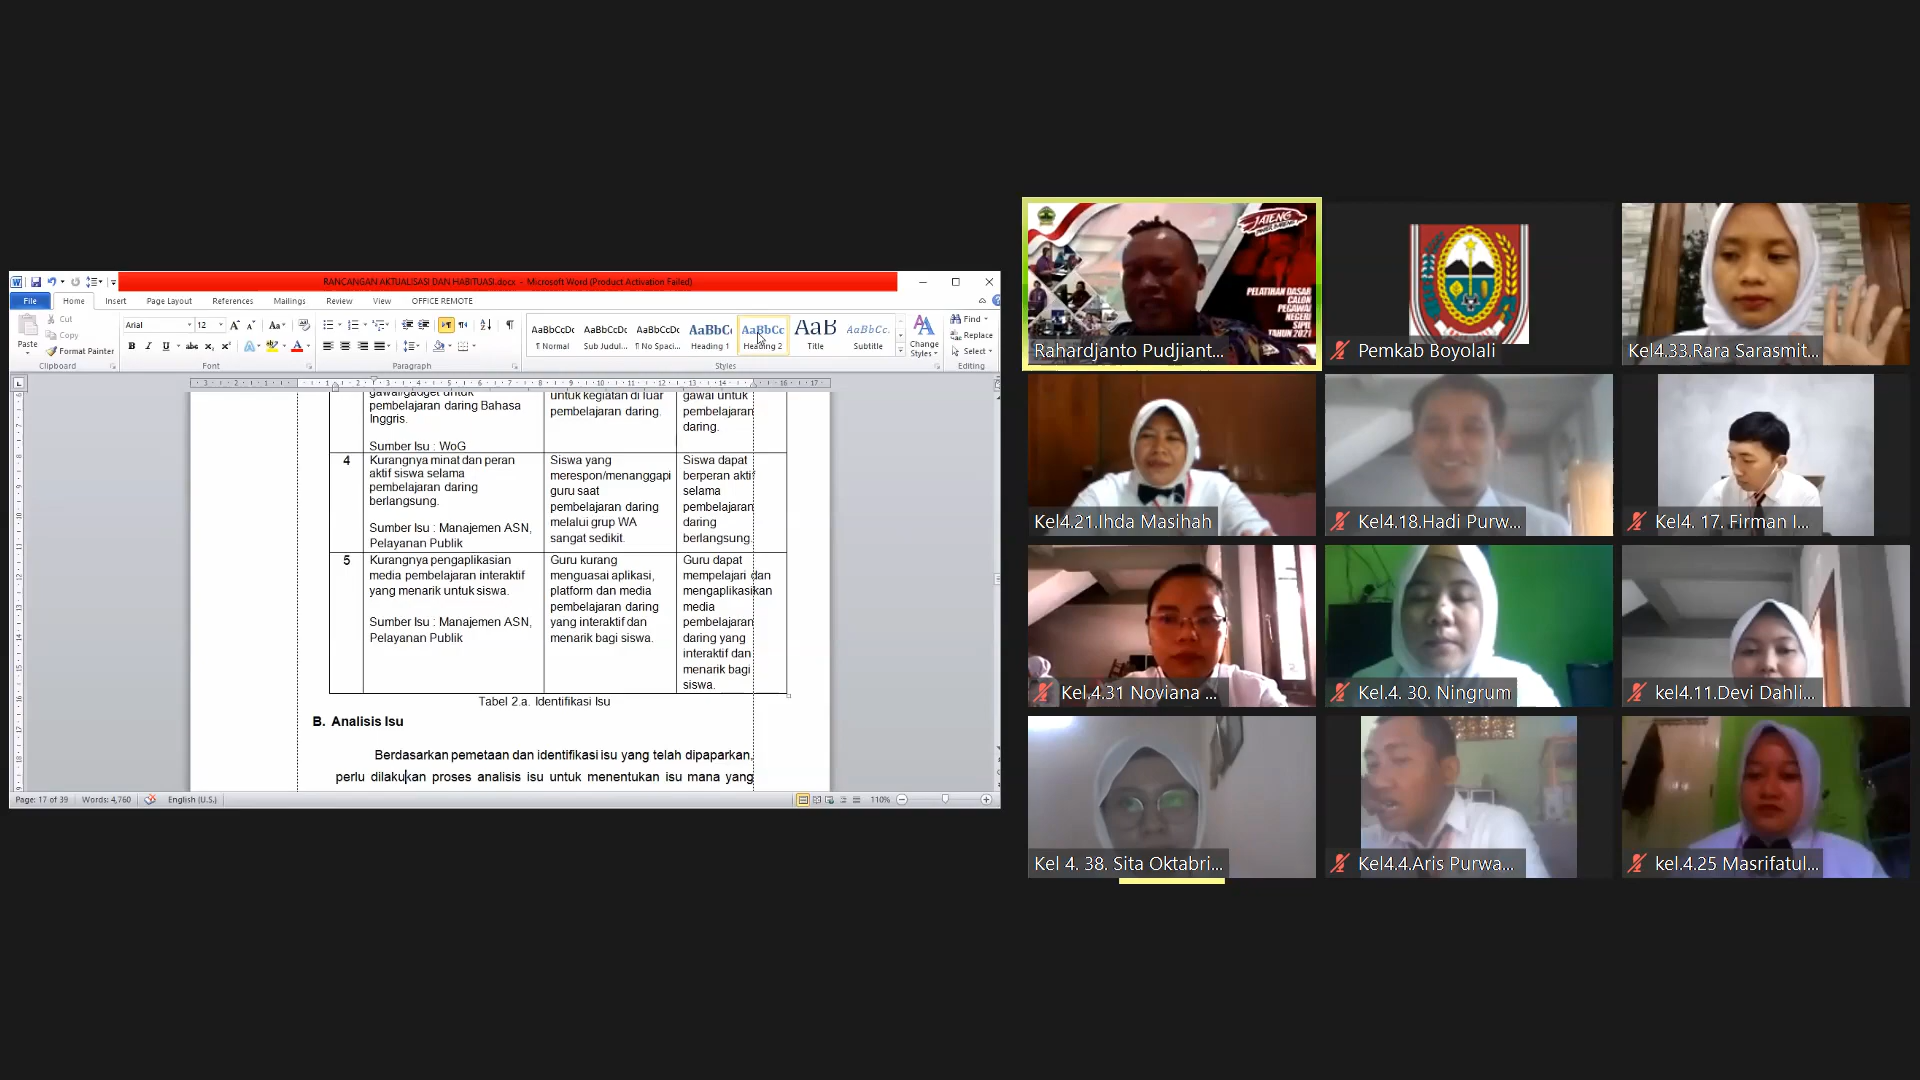 RANCANGAN AKTUALISASI DAN HABITUASI.docx - Microsoft Word (Product Activation Failed)
File Home Insert Page Layout References Mailings Review View OFFICE REMOTE
Paste
Cut
Copy
Format Painter
Clipboard
Arial 12
Font
Paragraph
AaBbCcDc AaBbCcDc AaBbCcDc AaBbC AaBbCc AaB AaBbCc.
¶ Normal Sub Judul... ¶ No Spaci... Heading 1 Heading 2 Title Subtitle
Change
Styles
Styles
Find
Replace
Select
Editing
gawai/gadget untuk
pembelajaran daring Bahasa
Inggris.
Sumber Isu : WoG
untuk kegiatan di luar
pembelajaran daring.
gawai untuk
pembelajaran
daring.
4
Kurangnya minat dan peran
aktif siswa selama
pembelajaran daring
berlangsung.
Sumber Isu : Manajemen ASN,
Pelayanan Publik
Siswa yang
merespon/menanggapi
guru saat
pembelajaran daring
melalui grup WA
sangat sedikit.
Siswa dapat
berperan aktif
selama
pembelajaran
daring
berlangsung.
5
Kurangnya pengaplikasian
media pembelajaran interaktif
yang menarik untuk siswa.
Sumber Isu : Manajemen ASN,
Pelayanan Publik
Guru kurang
menguasai aplikasi,
platform dan media
pembelajaran daring
yang interaktif dan
menarik bagi siswa.
Guru dapat
mempelajari dan
mengaplikasikan
media
pembelajaran
daring yang
interaktif dan
menarik bagi
siswa.
Tabel 2.a. Identifikasi Isu
B. Analisis Isu
Berdasarkan pemetaan dan identifikasi isu yang telah dipaparkan,
perlu dilakukan proses analisis isu untuk menentukan isu mana yang
Page: 17 of 39 Words: 4,760 English (U.S.) 110%
JATENG
PELATIHAN DASAR
CALON
PEGAWAI
NEGERI
SIPIL
TAHUN 2021
Rahardjanto Pudjiant...
Pemkab Boyolali
Kel4.33.Rara Sarasmit...
Kel4.21.Ihda Masihah
Kel4.18.Hadi Purw...
Kel4. 17. Firman I...
Kel.4.31 Noviana ...
Kel.4. 30. Ningrum
kel4.11.Devi Dahli...
Kel 4. 38. Sita Oktabri...
Kel4.4.Aris Purwa...
kel.4.25 Masrifatul...